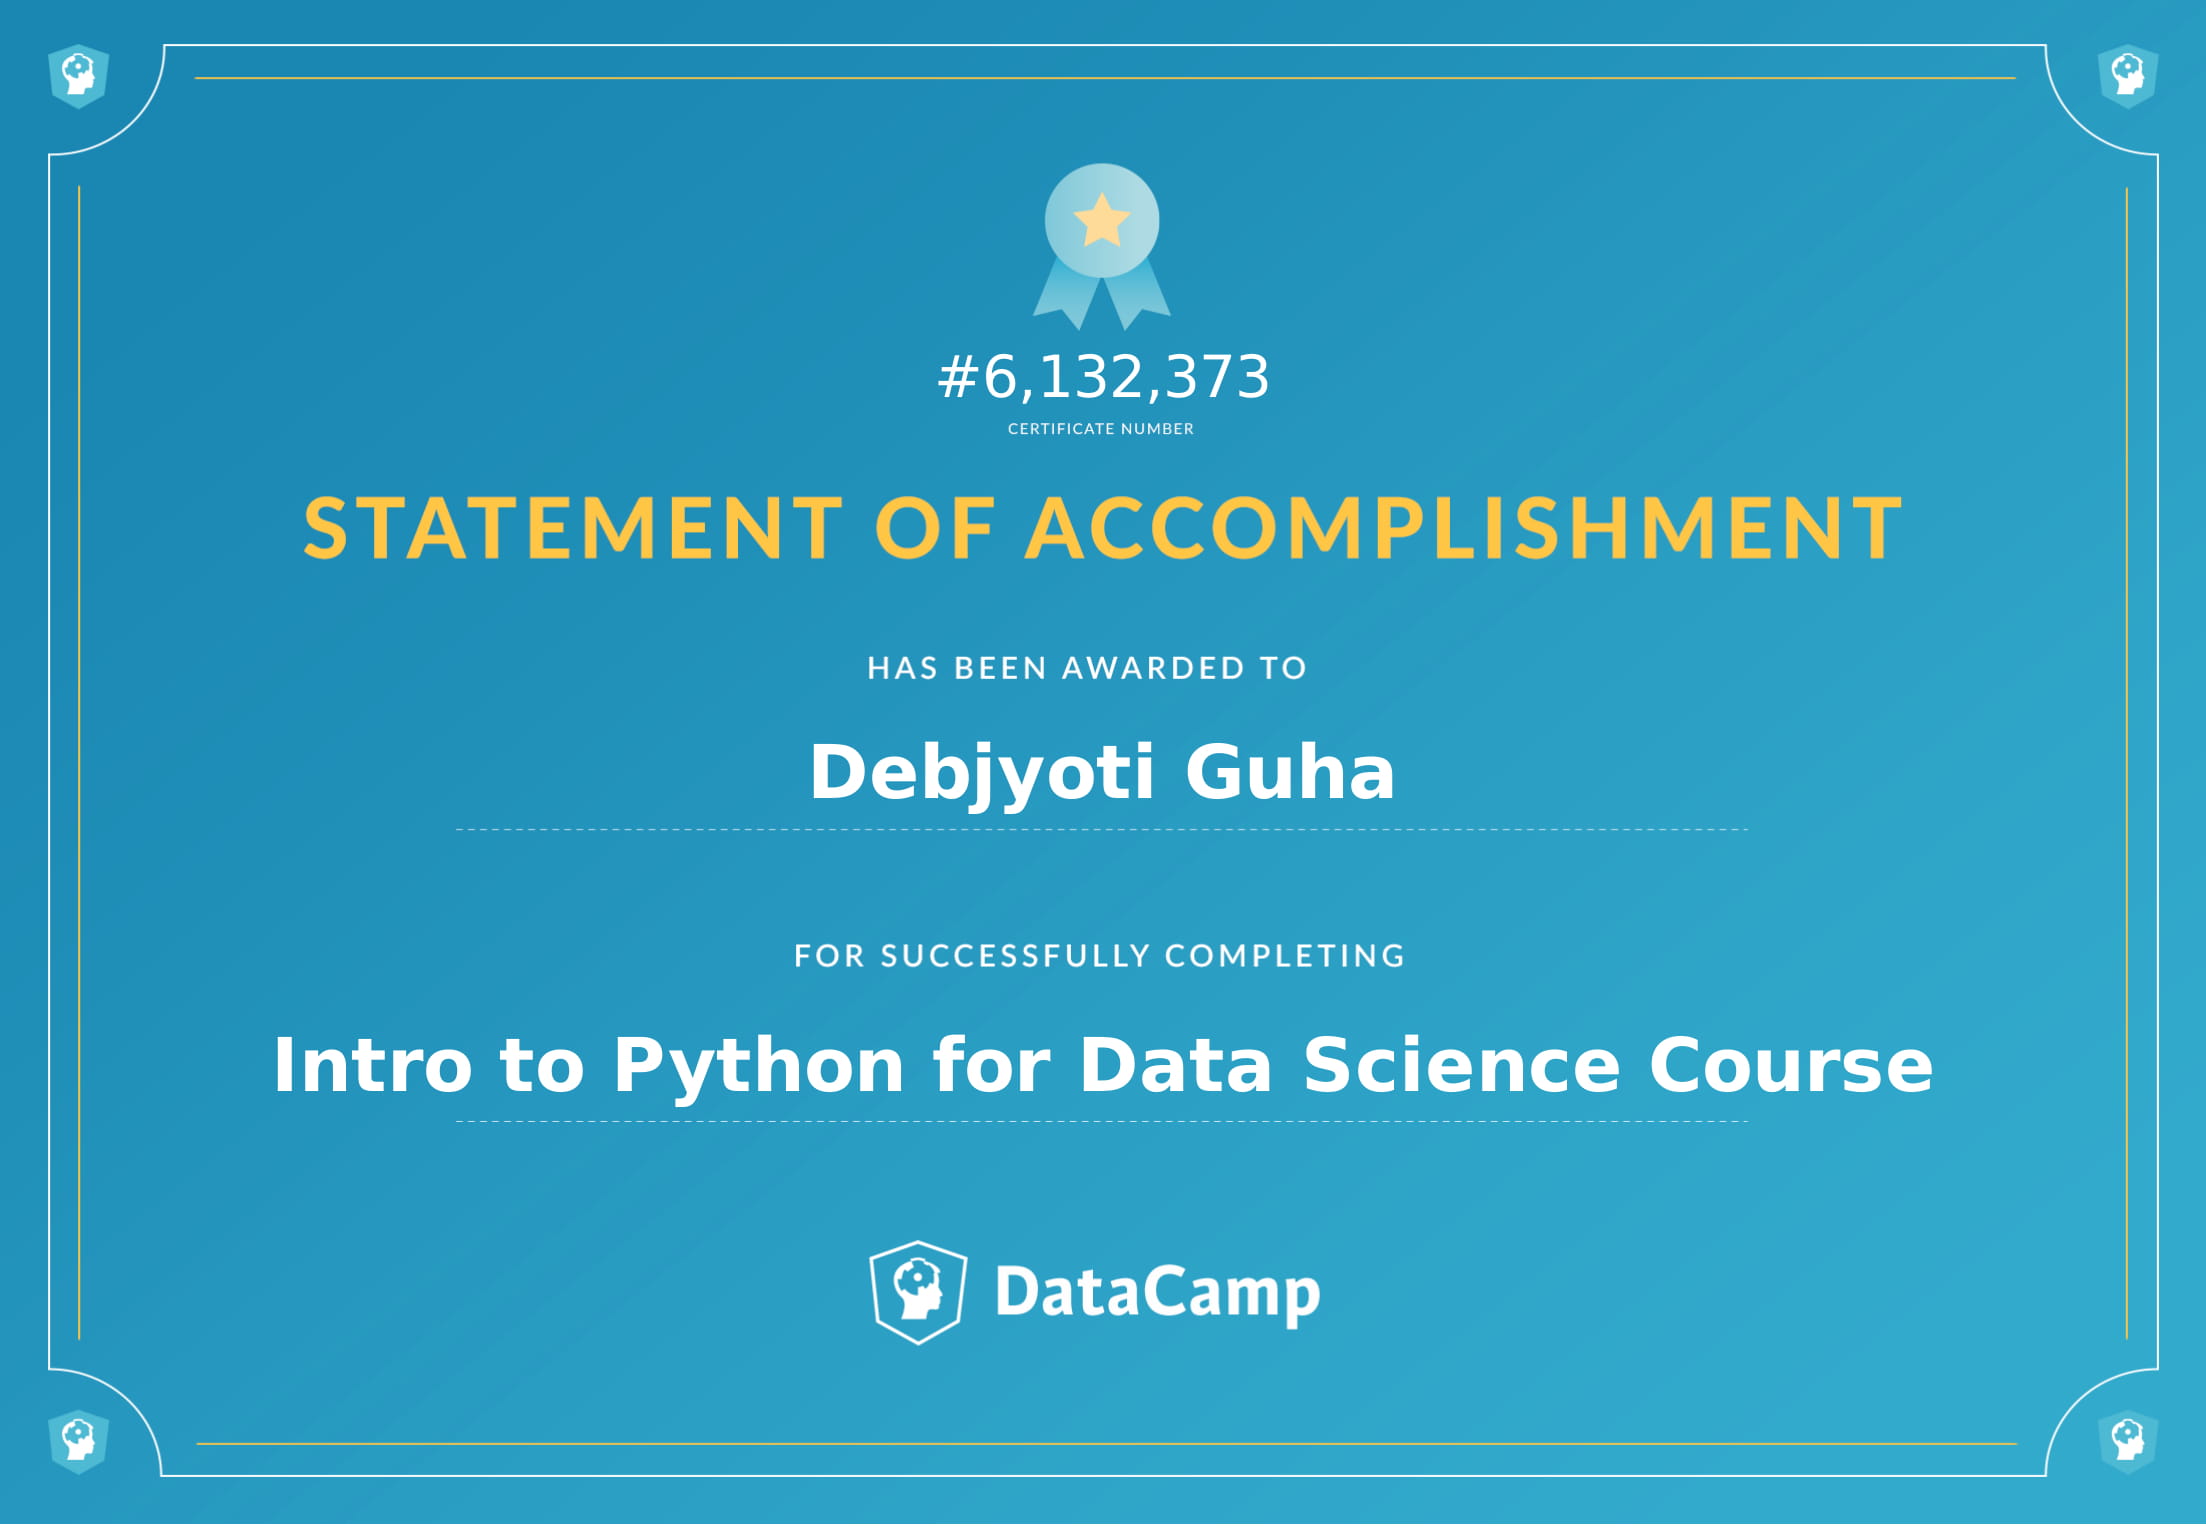 #6,132,373
CERTIFICATE NUMBER
STATEMENT OF ACCOMPLISHMENT
HAS BEEN AWARDED TO
Debjyoti Guha
FOR SUCCESSFULLY COMPLETING
Intro to Python for Data Science Course
DataCamp